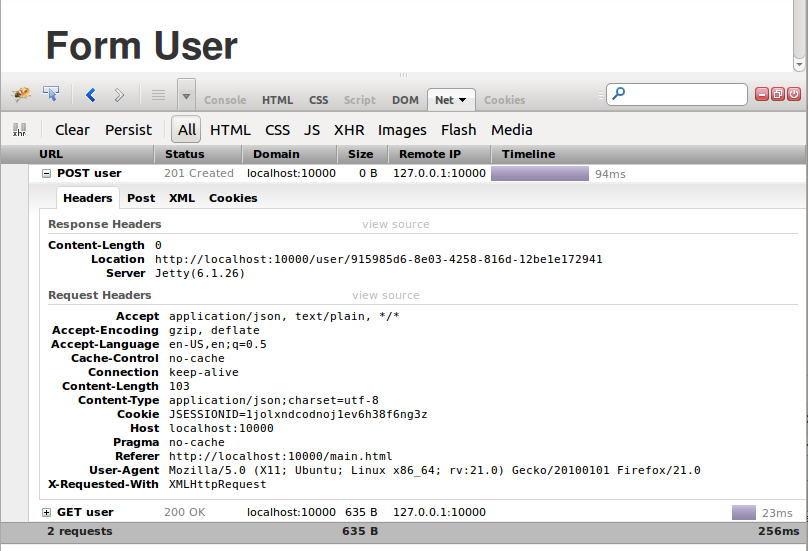 Form User
Console HTML CSS Script DOM Net Cookies
xhr Clear Persist All HTML CSS JS XHR Images Flash Media
URL Status Domain Size Remote IP Timeline
POST user 201 Created localhost:10000 0 B 127.0.0.1:10000 94ms
Headers Post XML Cookies
Response Headers view source
Content-Length 0
Location http://localhost:10000/user/915985d6-8e03-4258-816d-12be1e172941
Server Jetty(6.1.26)
Request Headers view source
Accept application/json, text/plain, */*
Accept-Encoding gzip, deflate
Accept-Language en-US,en;q=0.5
Cache-Control no-cache
Connection keep-alive
Content-Length 103
Content-Type application/json;charset=utf-8
Cookie JSESSIONID=1jolxndcodnoj1ev6h38f6ng3z
Host localhost:10000
Pragma no-cache
Referer http://localhost:10000/main.html
User-Agent Mozilla/5.0 (X11; Ubuntu; Linux x86_64; rv:21.0) Gecko/20100101 Firefox/21.0
X-Requested-With XMLHttpRequest
GET user 200 OK localhost:10000 635 B 127.0.0.1:10000 23ms
2 requests 635 B 256ms